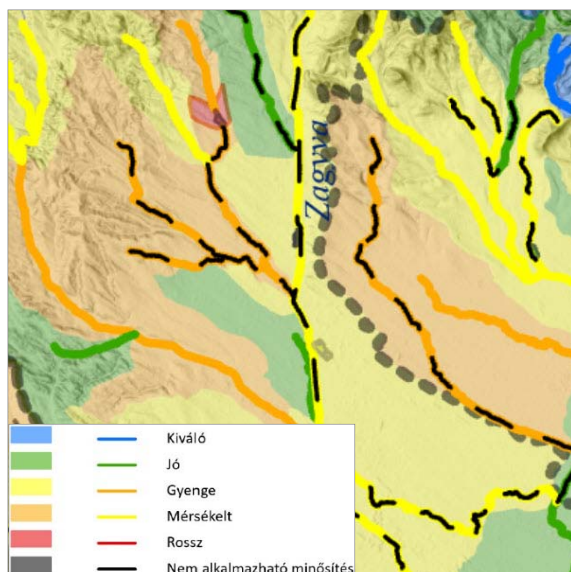 Zagyva
Kiváló
Jó
Gyenge
Mérsékelt
Rossz
Nem alkalmazható minősítés